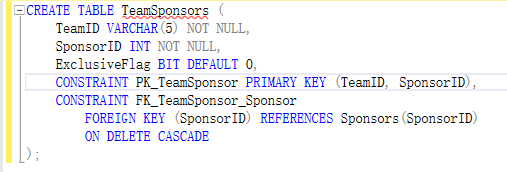 CREATE TABLE TeamSponsors (
    TeamID VARCHAR(5) NOT NULL,
    SponsorID INT NOT NULL,
    ExclusiveFlag BIT DEFAULT 0,
    CONSTRAINT PK_TeamSponsor PRIMARY KEY (TeamID, SponsorID),
    CONSTRAINT FK_TeamSponsor_Sponsor
        FOREIGN KEY (SponsorID) REFERENCES Sponsors(SponsorID)
        ON DELETE CASCADE
);